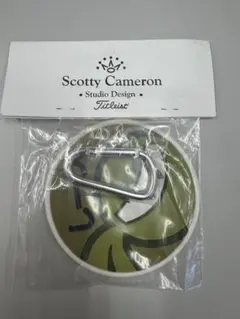 Scotty Cameron
• Studio Design •
Titleist